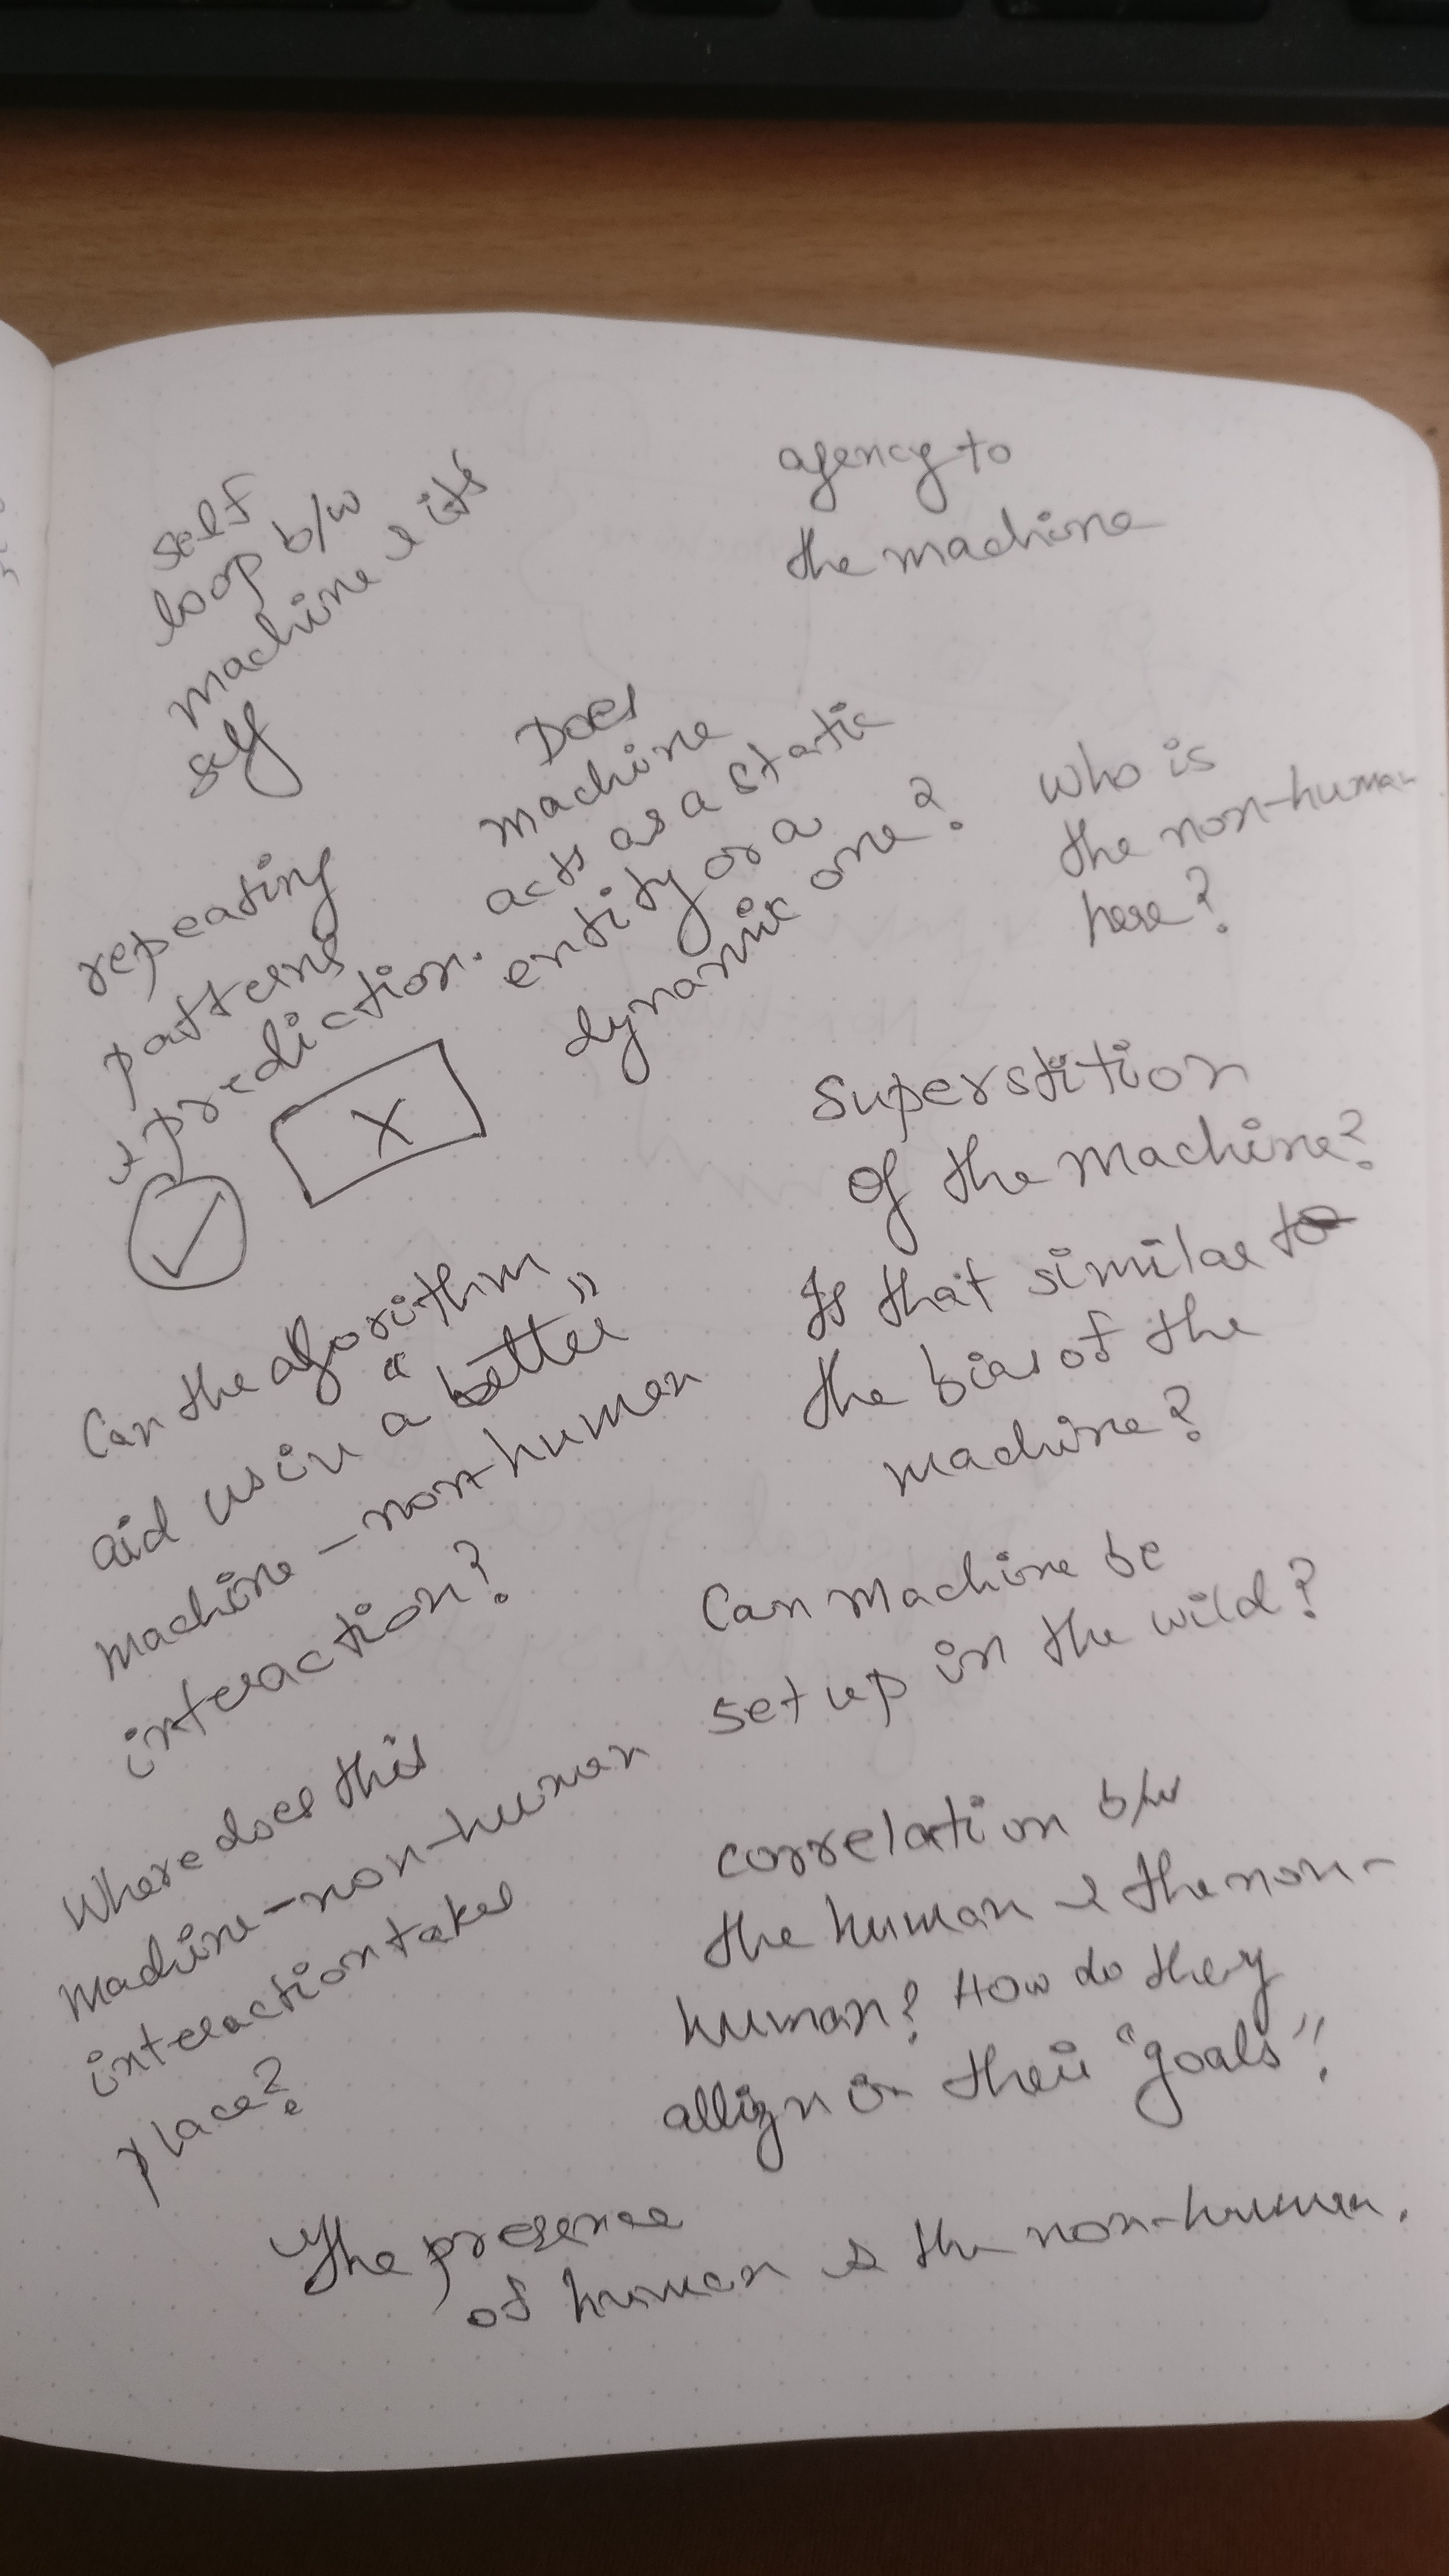 self
loop b/w
machine & its
self
agency to
the machine
Does
machine
acts as a static
entity or a
dynamic one?
who is
the non-human
here?
repeating
patterns
& prediction.
X
Superstition
of the machine?
Is that similar to
the bias of the
machine?
Can the algorithm
aid us in a "better"
machine - non-human
interaction?
Can machine be
set up in the wild?
Where does this
machine-non-human
interaction takes
place?
correlation b/w
the human & the non-
human? How do they
allign in their "goals".
The presence
of human & the non-human.